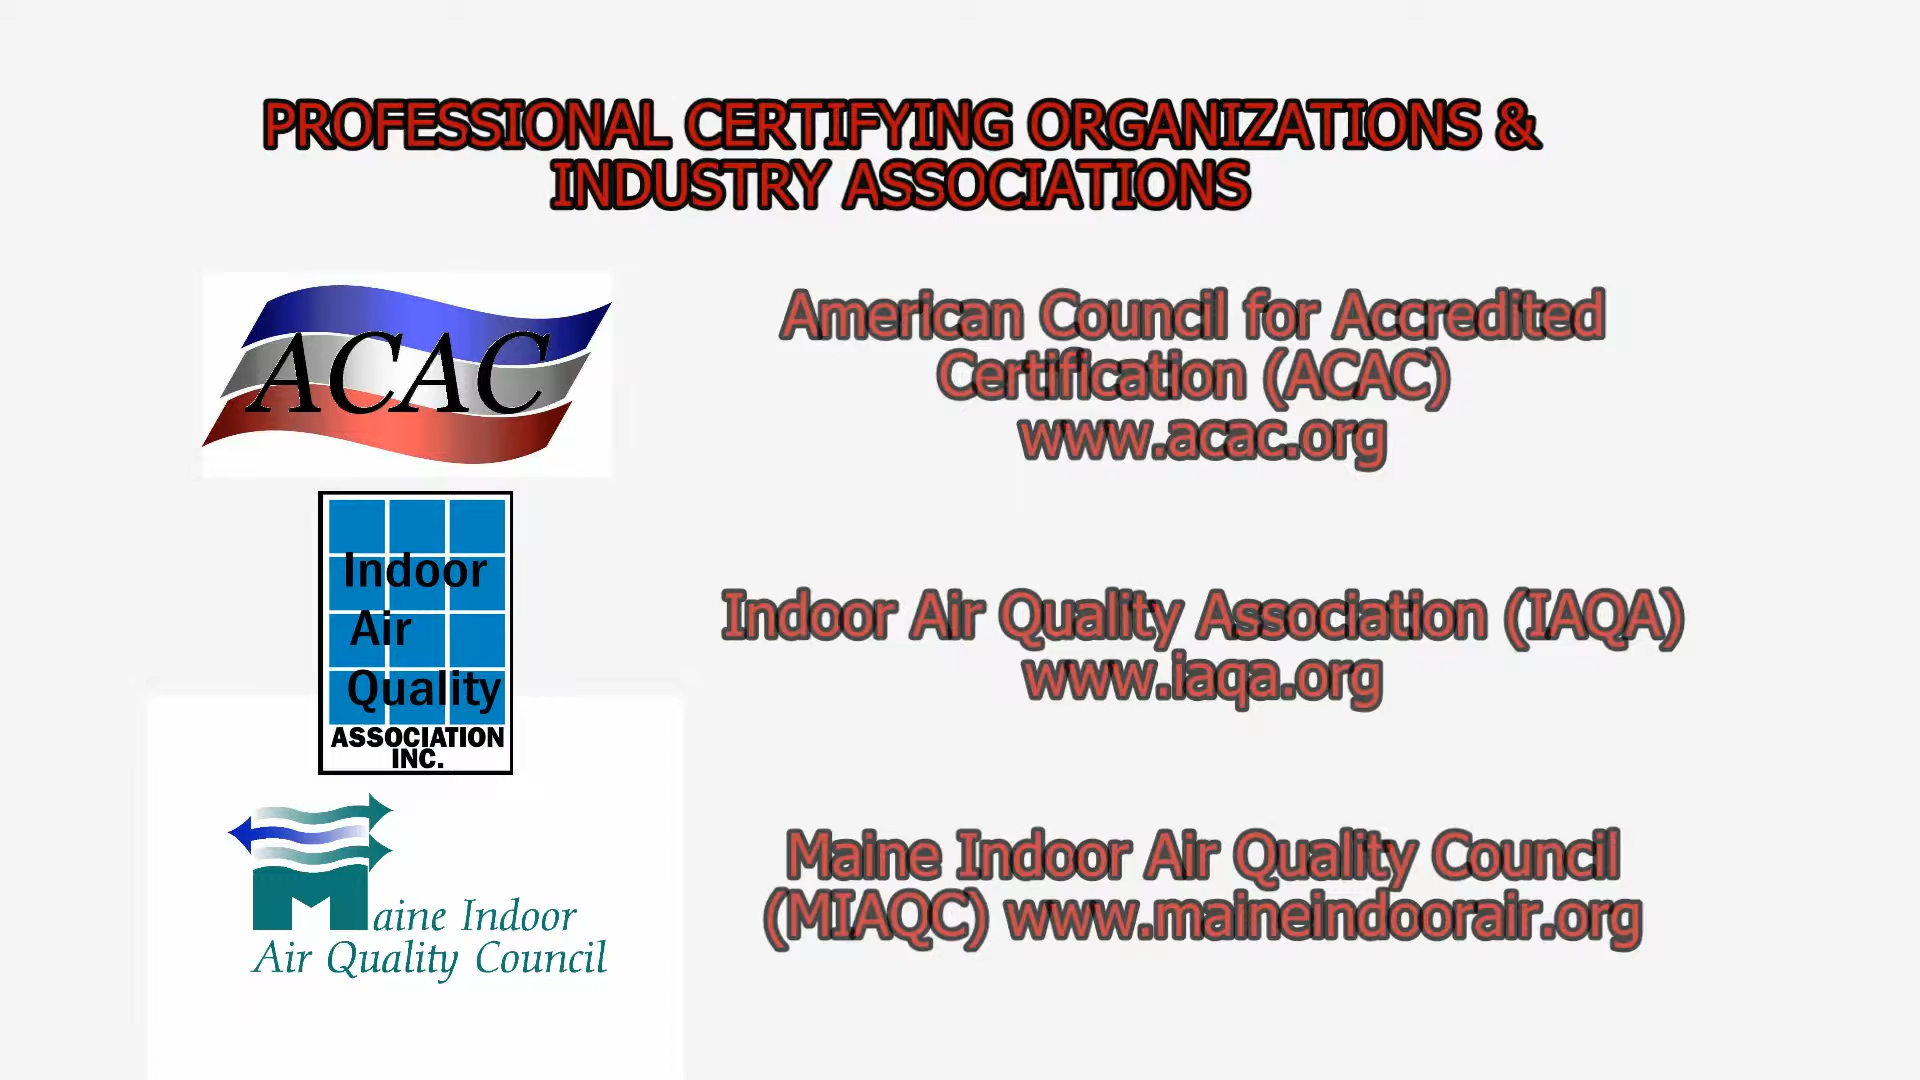 PROFESSIONAL CERTIFYING ORGANIZATIONS &
INDUSTRY ASSOCIATIONS
ACAC
American Council for Accredited
Certification (ACAC)
www.acac.org
Indoor
Air
Quality
ASSOCIATION
INC.
Indoor Air Quality Association (IAQA)
www.iaqa.org
Maine Indoor
Air Quality Council
Maine Indoor Air Quality Council
(MIAQC) www.maineindoorair.org